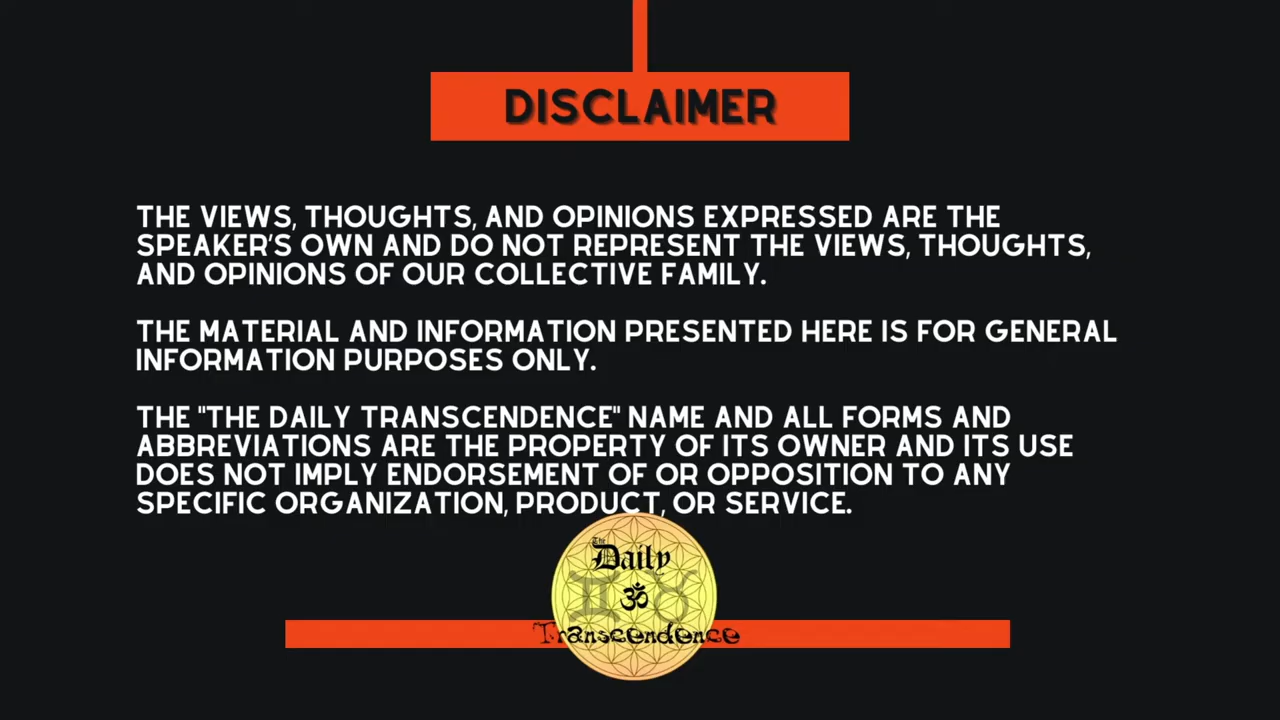 DISCLAIMER
THE VIEWS, THOUGHTS, AND OPINIONS EXPRESSED ARE THE
SPEAKER'S OWN AND DO NOT REPRESENT THE VIEWS, THOUGHTS,
AND OPINIONS OF OUR COLLECTIVE FAMILY.
THE MATERIAL AND INFORMATION PRESENTED HERE IS FOR GENERAL
INFORMATION PURPOSES ONLY.
THE "THE DAILY TRANSCENDENCE" NAME AND ALL FORMS AND
ABBREVIATIONS ARE THE PROPERTY OF ITS OWNER AND ITS USE
DOES NOT IMPLY ENDORSEMENT OF OR OPPOSITION TO ANY
SPECIFIC ORGANIZATION, PRODUCT, OR SERVICE.
The
Daily
ॐ
Transcendence